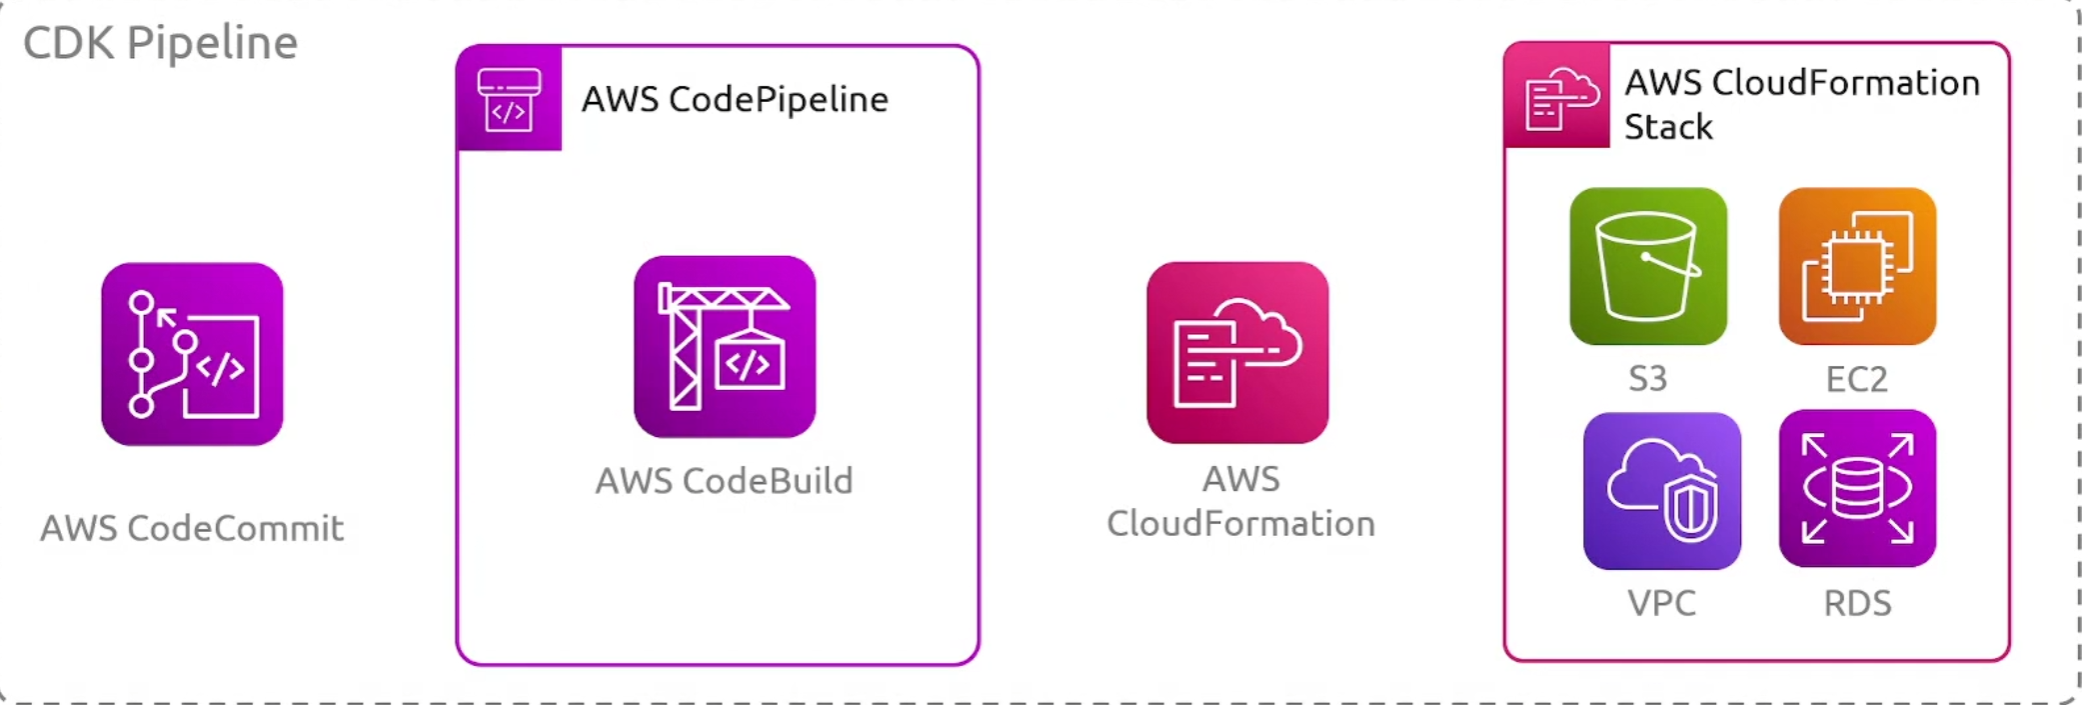 CDK Pipeline
AWS CodePipeline
AWS CloudFormation
Stack
</>
</>
</>
S3
EC2
AWS CodeCommit
AWS CodeBuild
AWS
CloudFormation
VPC
RDS